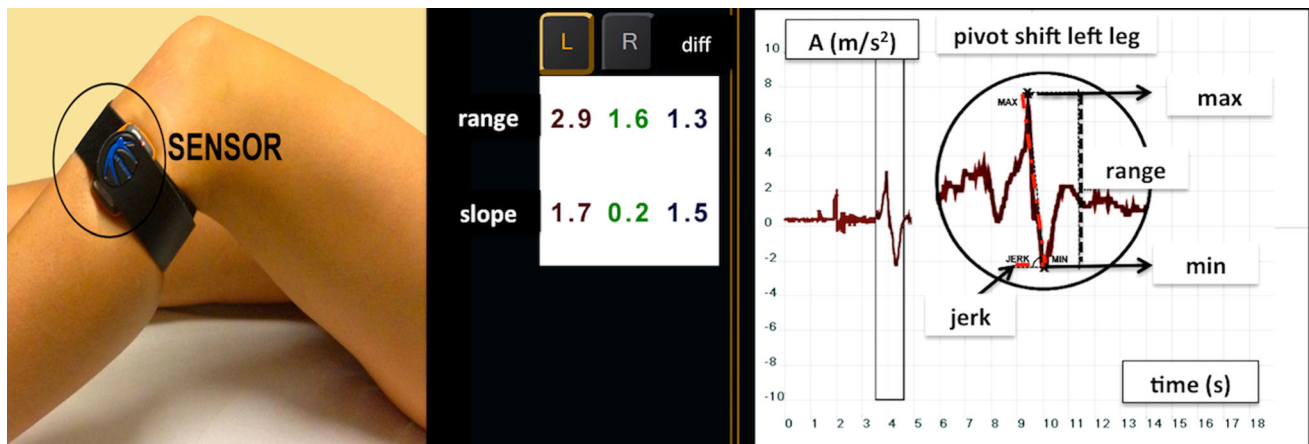 SENSOR
L R diff
range 2.9 1.6 1.3
slope 1.7 0.2 1.5
A (m/s²)
pivot shift left leg
10
8
6
4
2
0
-2
-4
-6
-8
-10
MAX
max
range
JERK MIN
min
jerk
time (s)
0 1 2 3 4 5 6 7 8 9 10 11 12 13 14 15 16 17 18